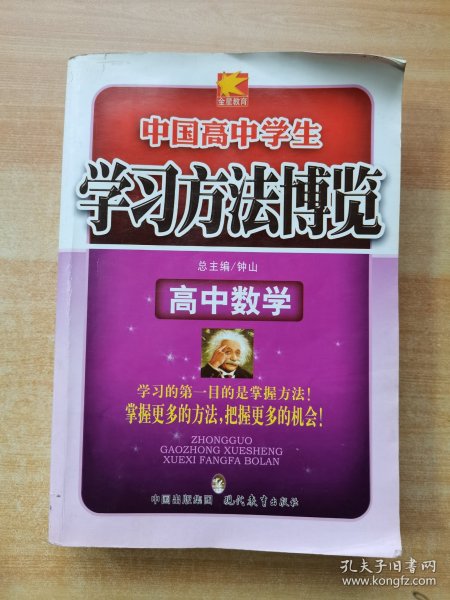 金星教育
中国高中学生
学习方法博览
总主编/钟山
高中数学
学习的第一目的是掌握方法!
掌握更多的方法,把握更多的机会!
ZHONGGUO
GAOZHONG XUESHENG
XUEXI FANGFA BOLAN
中国出版集团 现代教育出版社
孔夫子旧书网
www.kongfz.com